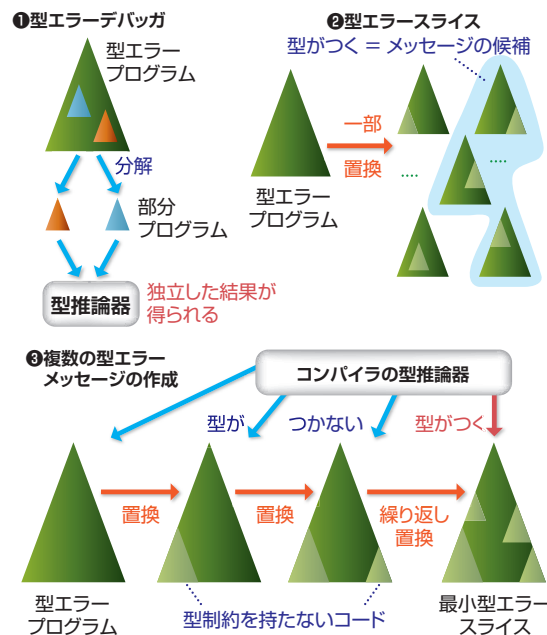 ❶型エラーデバッガ
型エラー
プログラム
分解
部分
プログラム
型推論器
独立した結果が
得られる
❷型エラースライス
型がつく = メッセージの候補
一部
置換
型エラー
プログラム
....
....
❸複数の型エラー
メッセージの作成
コンパイラの型推論器
型が
つかない
型がつく
置換
置換
繰り返し
置換
型エラー
プログラム
型制約を持たないコード
最小型エラー
スライス